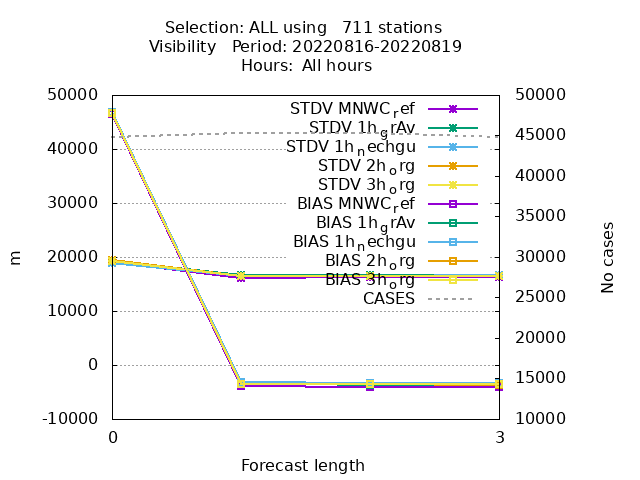 Selection: ALL using   711 stations
Visibility   Period: 20220816-20220819
Hours:  All hours
50000
40000
30000
20000
10000
0
-10000
m
50000
45000
40000
35000
30000
25000
20000
15000
10000
No cases
STDV MNWC_ref
STDV 1h_grAv
STDV 1h_nechgu
STDV 2h_org
STDV 3h_org
BIAS MNWC_ref
BIAS 1h_grAv
BIAS 1h_nechgu
BIAS 2h_org
BIAS 3h_org
CASES
0
3
Forecast length